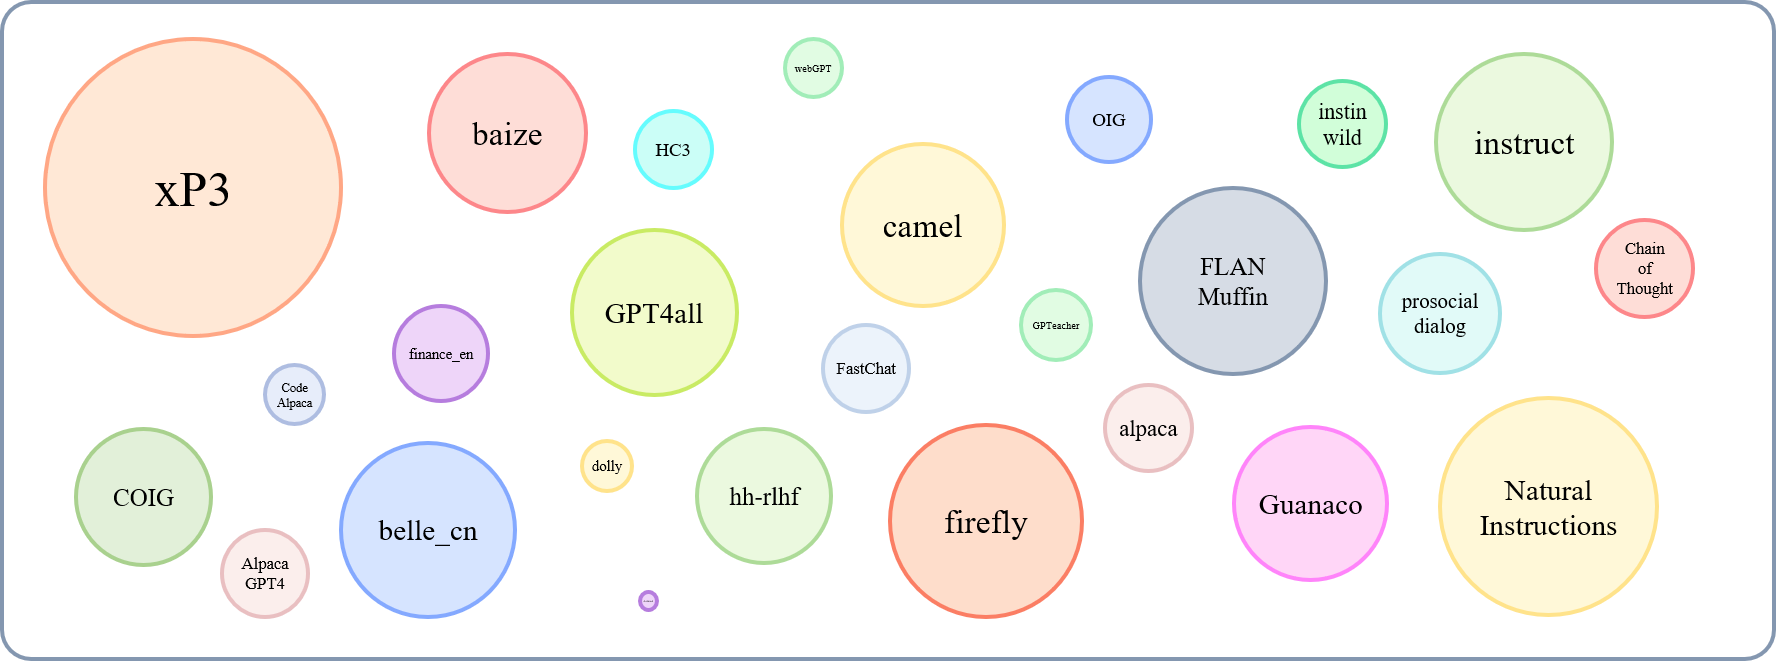 xP3
baize
webGPT
HC3
OIG
instin
wild
instruct
camel
GPT4all
FLAN
Muffin
Chain
of
Thought
prosocial
dialog
GPTeacher
finance_en
FastChat
Code
Alpaca
alpaca
COIG
belle_cn
dolly
hh-rlhf
firefly
Guanaco
Natural
Instructions
Alpaca
GPT4